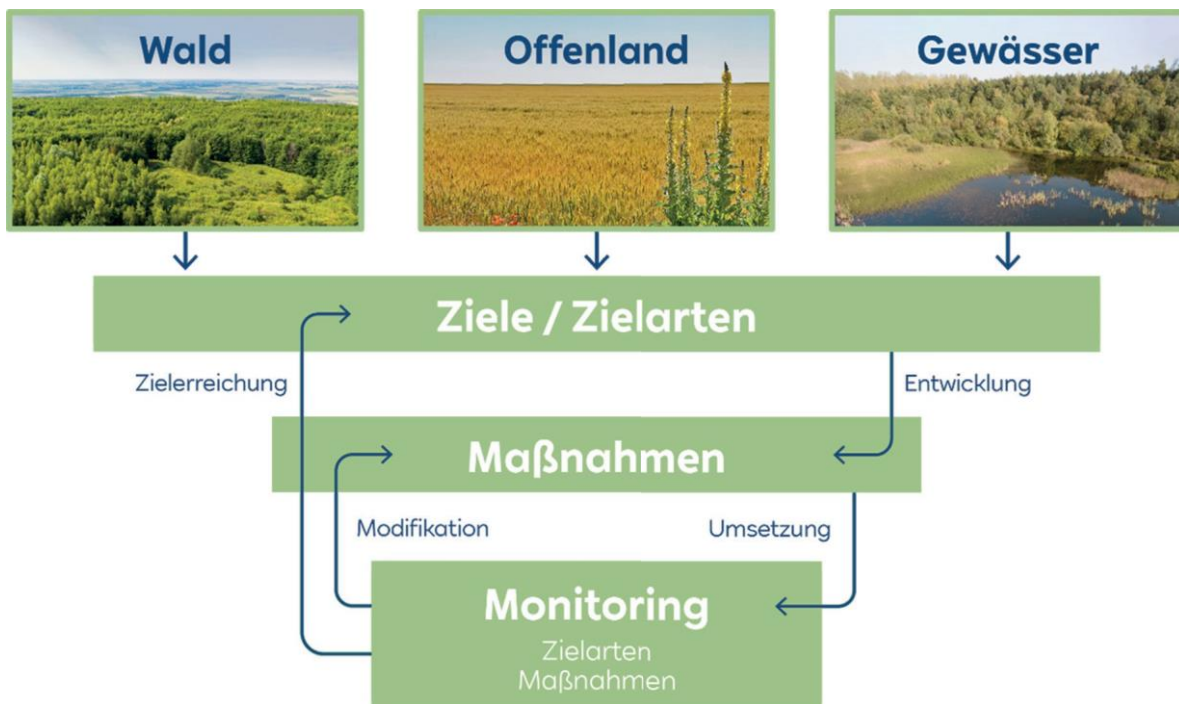 Wald
Offenland
Gewässer
Ziele / Zielarten
Zielerreichung
Entwicklung
Maßnahmen
Modifikation
Umsetzung
Monitoring
Zielarten
Maßnahmen